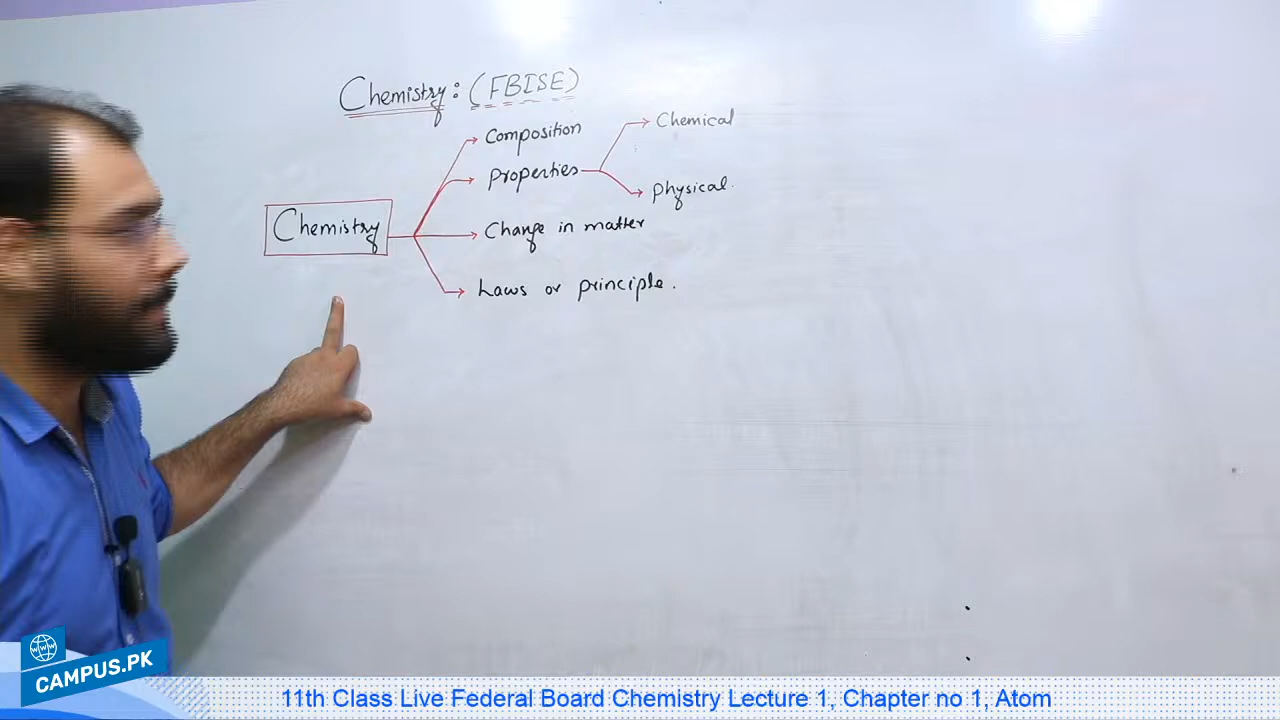 Chemistry: (FBISE)
Composition
Chemical
Properties
Physical.
Chemistry
Change in matter
Laws or principle.
www
CAMPUS.PK
11th Class Live Federal Board Chemistry Lecture 1, Chapter no 1, Atom